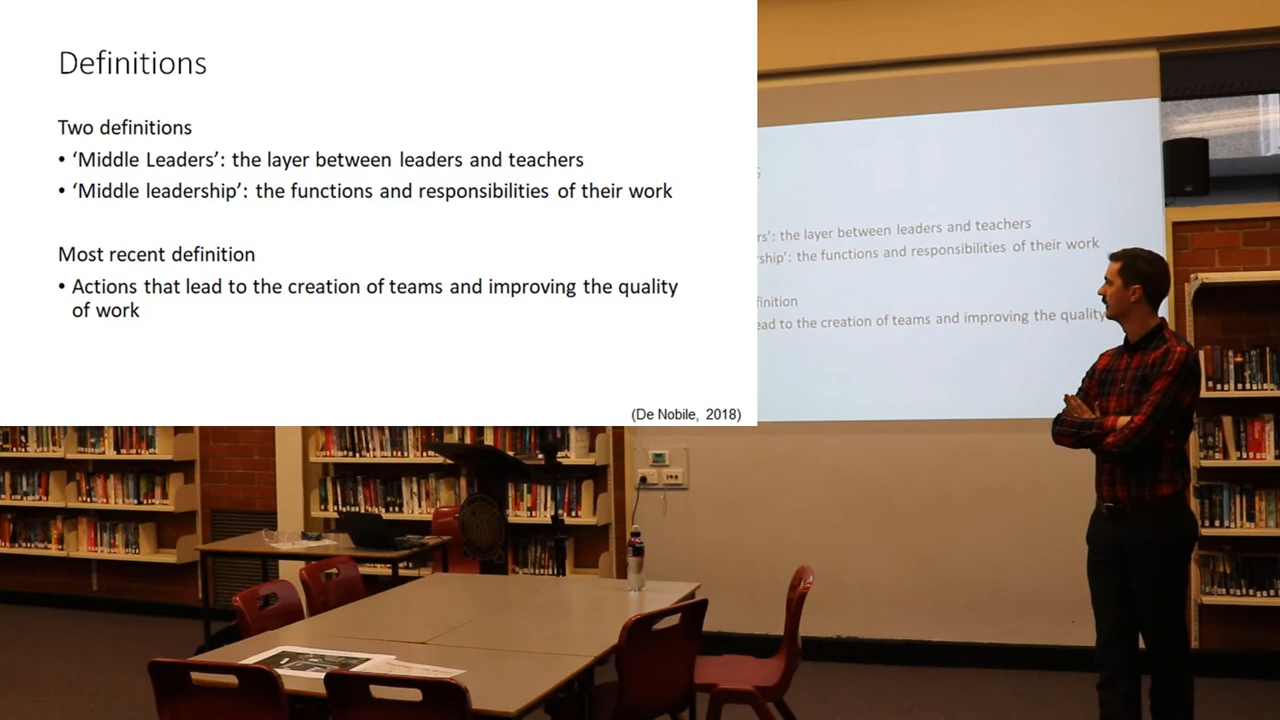 Definitions
Two definitions
• ‘Middle Leaders’: the layer between leaders and teachers
• ‘Middle leadership’: the functions and responsibilities of their work
Most recent definition
• Actions that lead to the creation of teams and improving the quality
of work
(De Nobile, 2018)
rs’: the layer between leaders and teachers
ship’: the functions and responsibilities of their work
finition
ead to the creation of teams and improving the quality